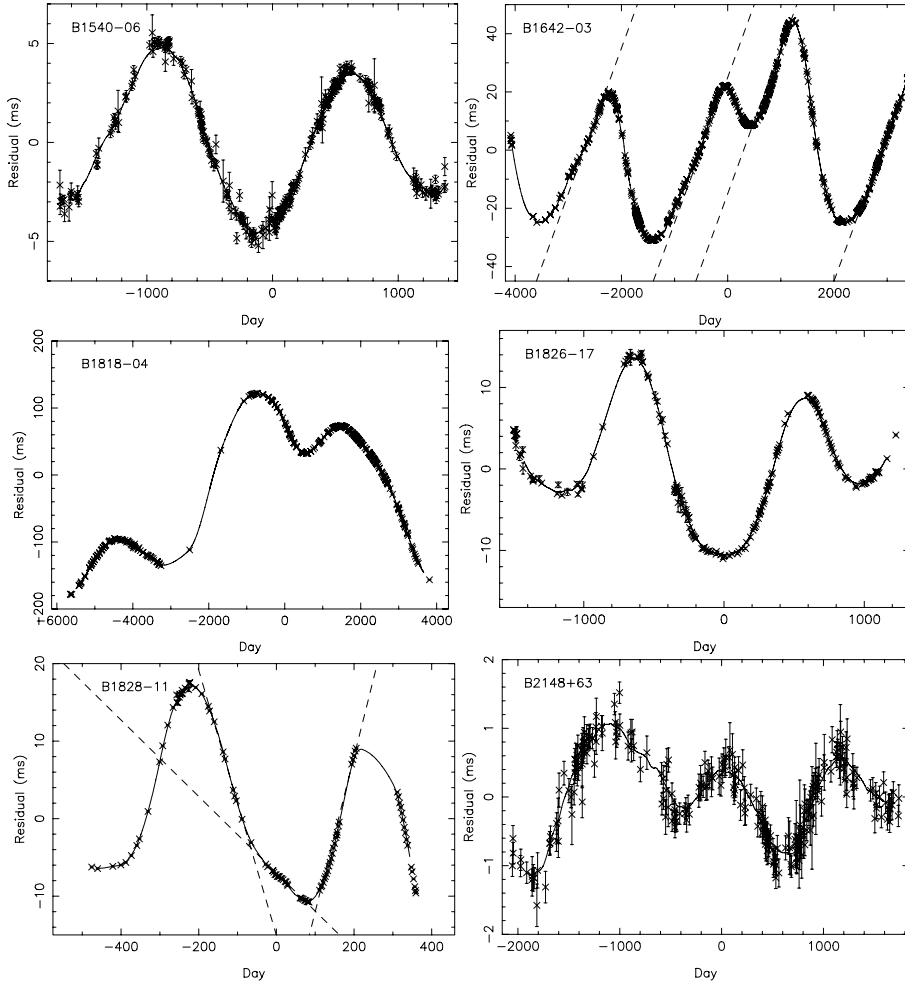 B1540−06
Residual (ms)
5
0
−5
−1000
0
1000
Day
B1642−03
Residual (ms)
40
20
0
−20
−40
−4000
−2000
0
2000
Day
B1818−04
Residual (ms)
200
100
0
−100
+200
+6000
−4000
−2000
0
2000
4000
Day
B1826−17
Residual (ms)
10
0
−10
−1000
0
1000
Day
B1828−11
Residual (ms)
20
10
0
−10
−400
−200
0
200
400
Day
B2148+63
Residual (ms)
2
1
0
−1
−2
−2000
−1000
0
1000
Day